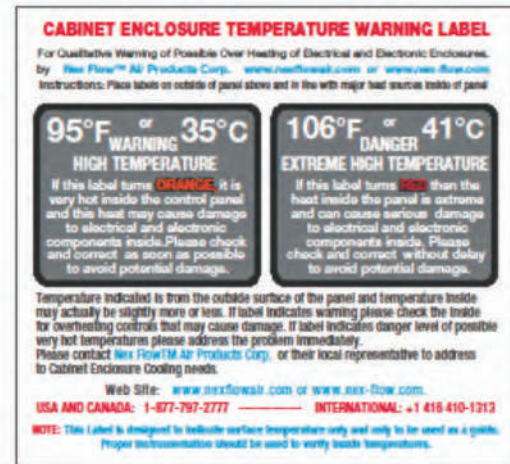 CABINET ENCLOSURE TEMPERATURE WARNING LABEL
For Qualitative Warning of Possible Over Heating of Electrical and Electronic Enclosures.
by Nex Flow™ Air Products Corp. www.nexflowair.com or www.nex-flow.com
Instructions: Place labels on outside of panel above and in line with major heat sources inside of panel
95°F or 35°C
WARNING
HIGH TEMPERATURE
If this label turns ORANGE, it is
very hot inside the control panel
and this heat may cause damage
to electrical and electronic
components inside.Please check
and correct as soon as possible
to avoid potential damage.
106°F or 41°C
DANGER
EXTREME HIGH TEMPERATURE
If this label turns RED then the
heat inside the panel is extreme
and can cause serious damage
to electrical and electronic
components inside. Please
check and correct without delay
to avoid potential damage.
Temperature indicated is from the outside surface of the panel and temperature inside
may actually be slightly more or less. If label indicates warning please check the inside
for overheating controls that may cause damage. If label indicates danger level of possible
very hot temperatures please address the problem immediately.
Please contact Nex FlowTM Air Products Corp. or their local representative to address
to Cabinet Enclosure Cooling needs.
Web Site: www.nexflowair.com or www.nex-flow.com.
USA AND CANADA: 1-877-797-2777 ———— INTERNATIONAL: +1 416 410-1313
NOTE: This Label is designed to indicate surface temperature only and only to be used as a guide.
Proper instrumentation should be used to verify inside temperatures.